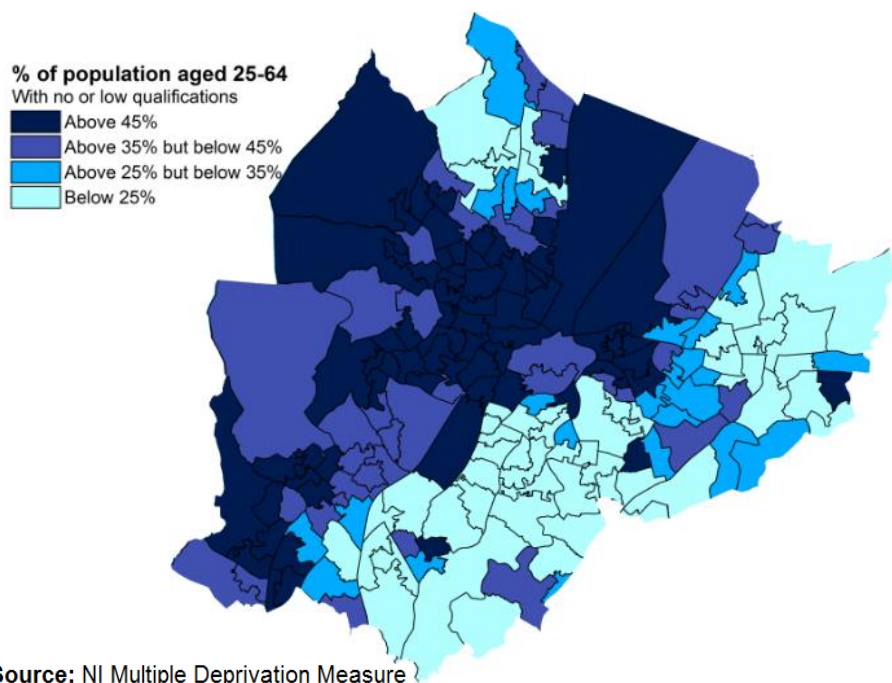 % of population aged 25-64
With no or low qualifications
Above 45%
Above 35% but below 45%
Above 25% but below 35%
Below 25%
Source: NI Multiple Deprivation Measure